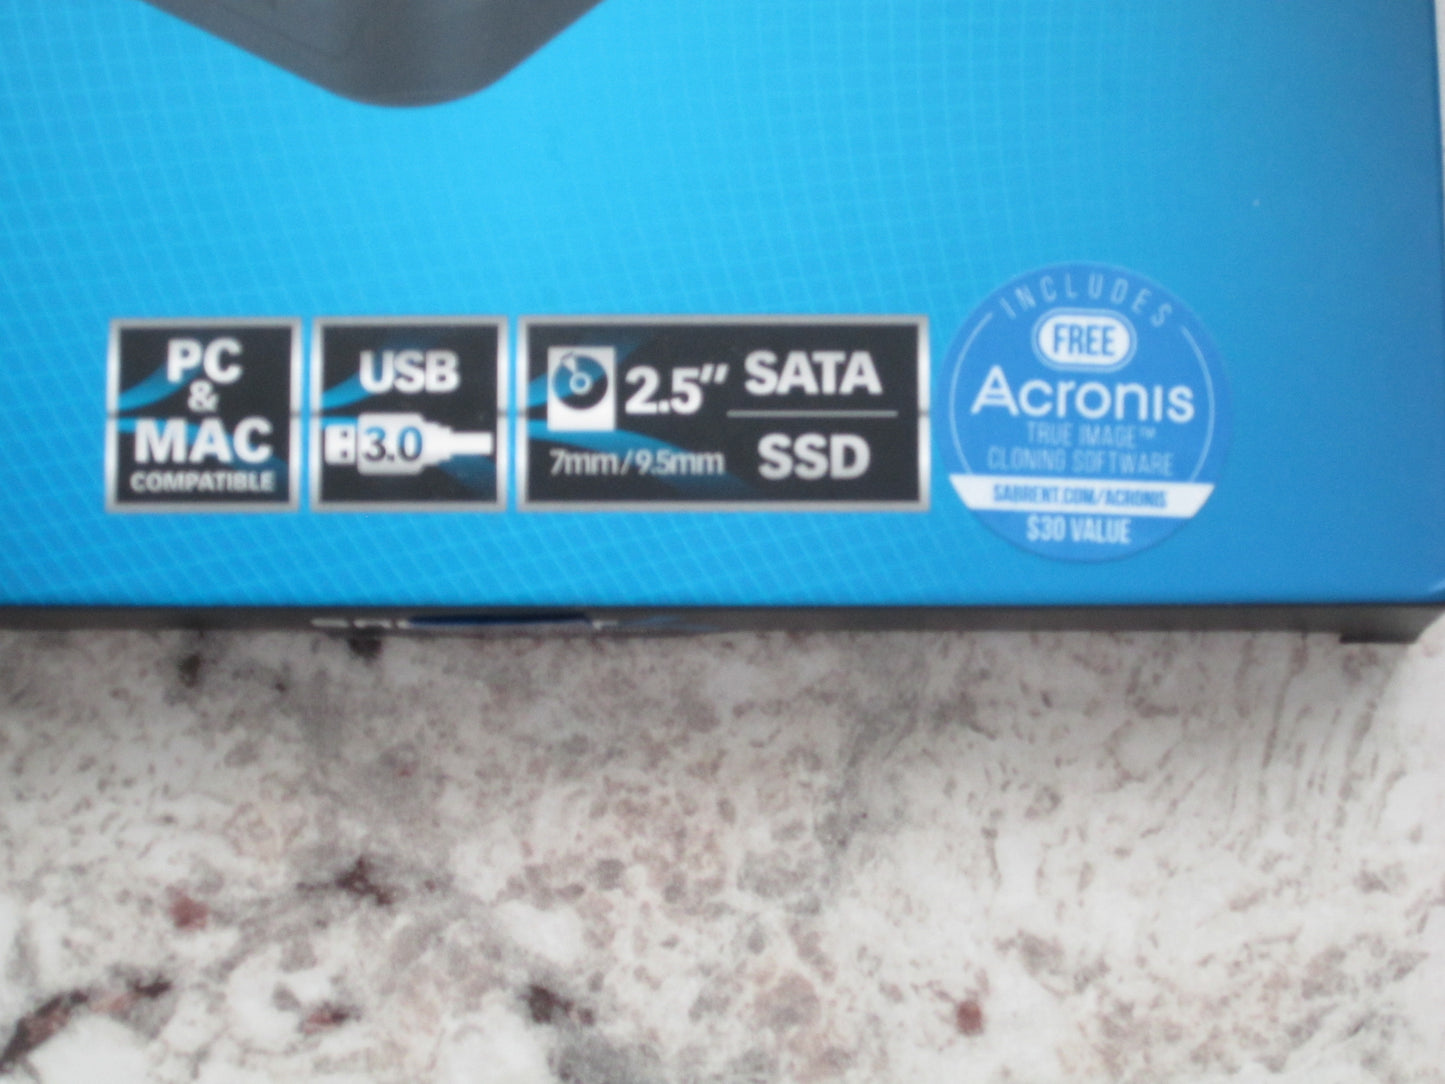 PC
&
MAC
COMPATIBLE
USB
3.0
2.5" SATA
7mm/9.5mm SSD
INCLUDES
FREE
Acronis
TRUE IMAGE™
CLONING SOFTWARE
SABRENT.COM/ACRONIS
$30 VALUE